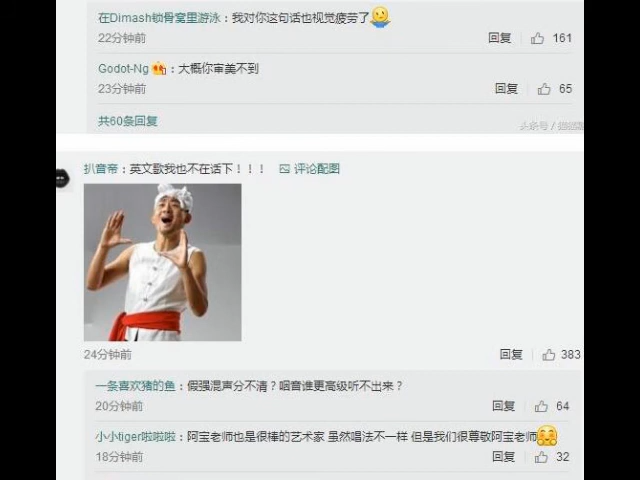 在Dimash锁骨窝里游泳：我对你这句话也视觉疲劳了
22分钟前 回复 161
Godot-Ng：大概你审美不到
23分钟前 回复 65
共60条回复
头条号 /
扒音帝：英文歌我也不在话下！！！ 评论配图
24分钟前 回复 383
一条喜欢猪的鱼：假强混声分不清？咽音谁更高级听不出来？
20分钟前 回复 64
小小tiger啦啦啦：阿宝老师也是很棒的艺术家 虽然唱法不一样 但是我们很尊敬阿宝老师
18分钟前 回复 32